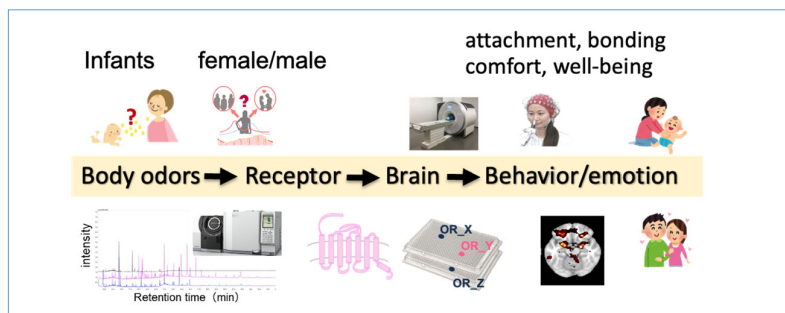 Infants
female/male
attachment, bonding
comfort, well-being
?
?
Body odors → Receptor → Brain → Behavior/emotion
intensity
Retention time（min）
OR_X
OR_Y
OR_Z